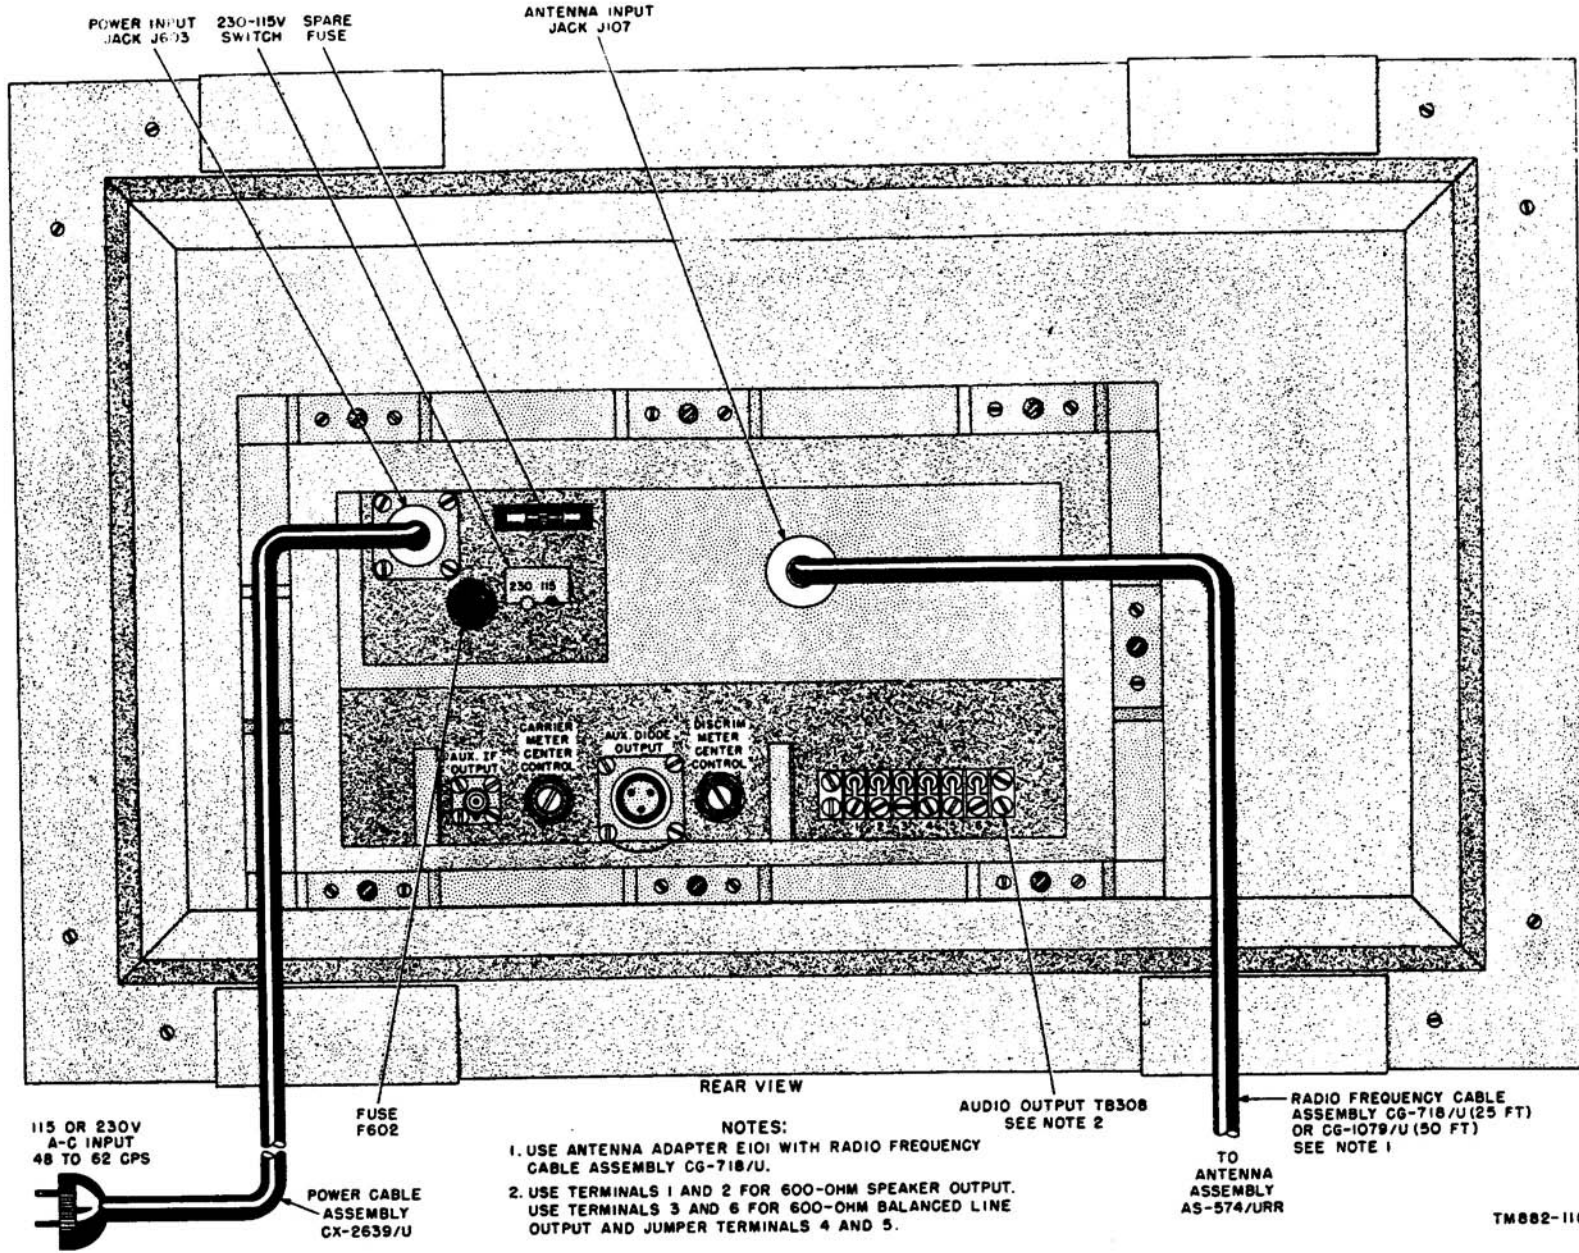 POWER INPUT
JACK J603
230-115V
SWITCH
SPARE
FUSE
ANTENNA INPUT
JACK J107
230 115
AUX. IF
OUTPUT
CARRIER
METER
CENTER
CONTROL
AUX. DIODE
OUTPUT
DISCRIM
METER
CENTER
CONTROL
2 3 4 6
REAR VIEW
FUSE
F602
AUDIO OUTPUT TB308
SEE NOTE 2
RADIO FREQUENCY CABLE
ASSEMBLY CG-718/U (25 FT)
OR CG-1079/U (50 FT)
SEE NOTE 1
115 OR 230V
A-C INPUT
48 TO 62 CPS
POWER CABLE
ASSEMBLY
CX-2639/U
NOTES:
1. USE ANTENNA ADAPTER E101 WITH RADIO FREQUENCY
CABLE ASSEMBLY CG-718/U.
2. USE TERMINALS 1 AND 2 FOR 600-OHM SPEAKER OUTPUT.
USE TERMINALS 3 AND 6 FOR 600-OHM BALANCED LINE
OUTPUT AND JUMPER TERMINALS 4 AND 5.
TO
ANTENNA
ASSEMBLY
AS-574/URR